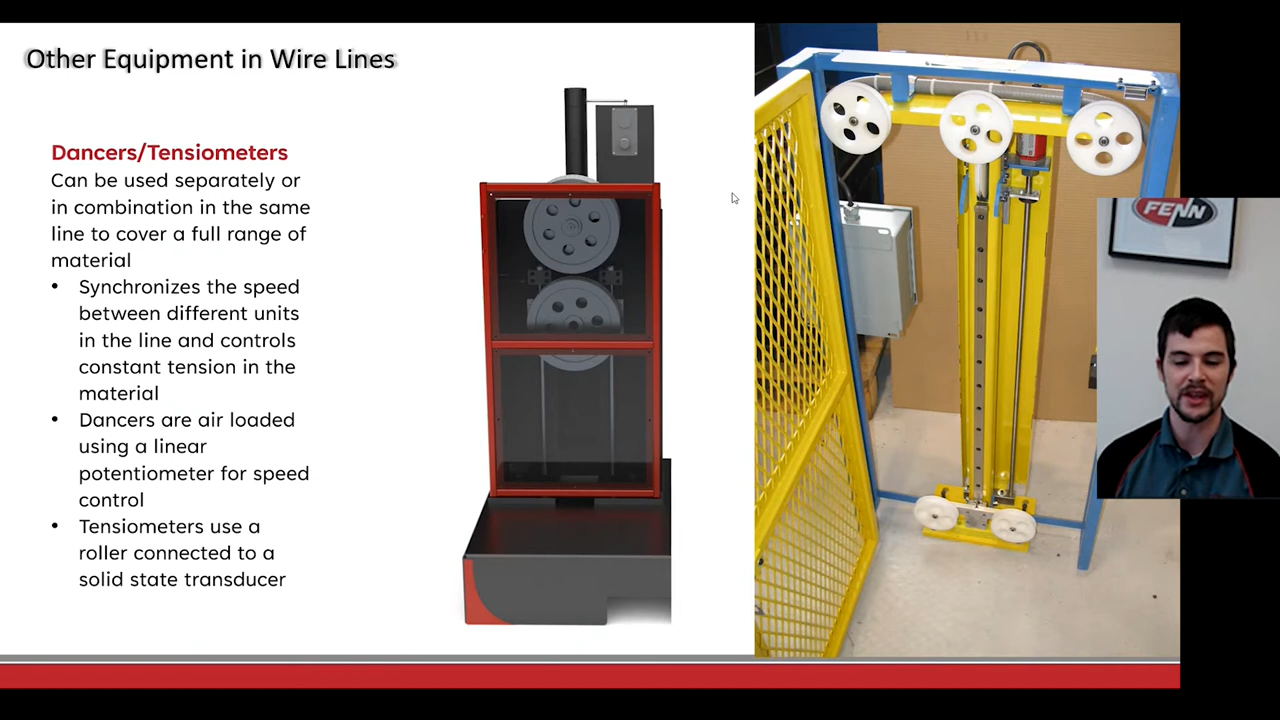 Other Equipment in Wire Lines
Dancers/Tensiometers
Can be used separately or
in combination in the same
line to cover a full range of
material
• Synchronizes the speed
between different units
in the line and controls
constant tension in the
material
• Dancers are air loaded
using a linear
potentiometer for speed
control
• Tensiometers use a
roller connected to a
solid state transducer
FENN